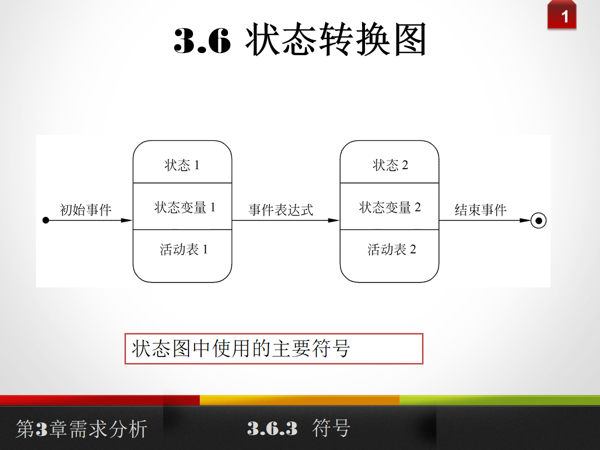 1
3.6 状态转换图
状态 1
状态 2
初始事件
状态变量 1
事件表达式
状态变量 2
结束事件
活动表 1
活动表 2
状态图中使用的主要符号
第3章需求分析
3.6.3 符号